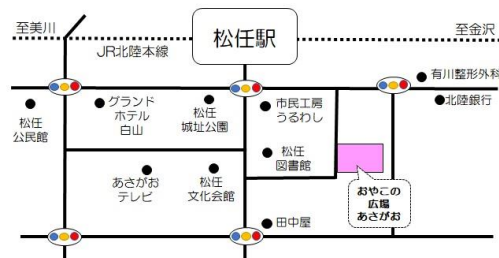 至美川
松任駅
至金沢
JR北陸本線
有川整形外科
北陸銀行
グランド
ホテル
白山
松任
城址公園
市民工房
うるわし
松任
公民館
松任
図書館
あさがお
テレビ
松任
文化会館
おやこの
広場
あさがお
田中屋